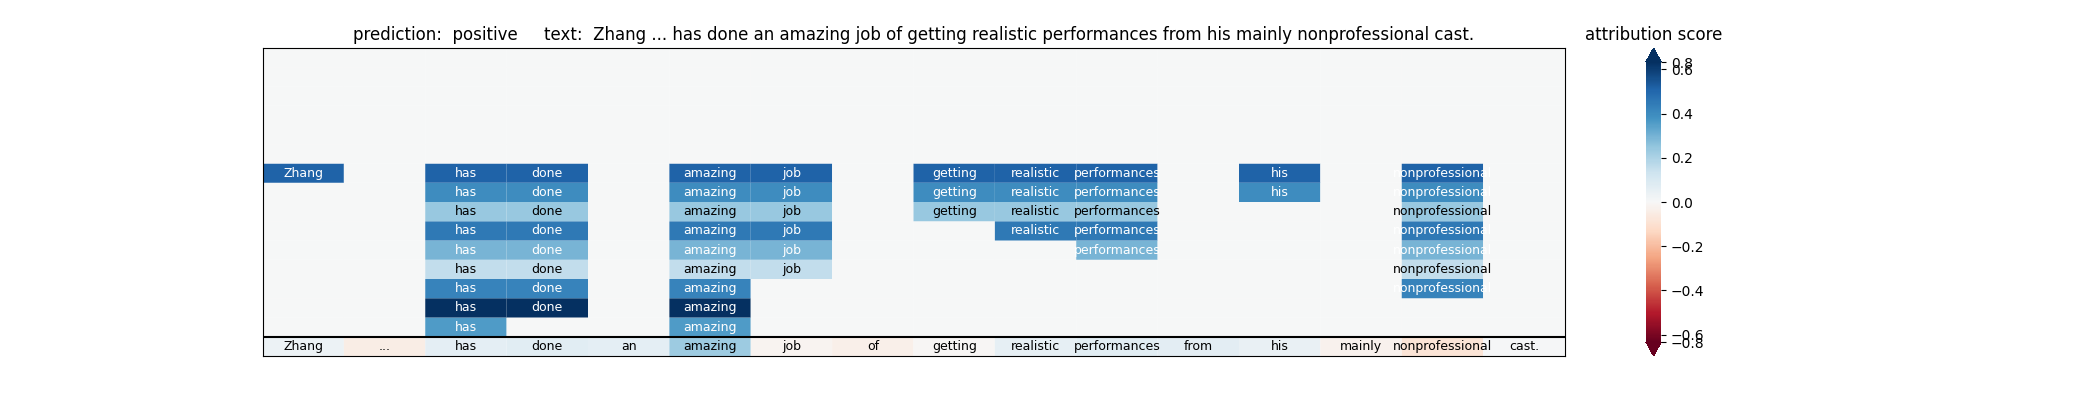 prediction: positive text: Zhang ... has done an amazing job of getting realistic performances from his mainly nonprofessional cast.
attribution score
Zhang has done amazing job getting realistic performances his nonprofessional
has done amazing job getting realistic performances his nonprofessional
has done amazing job getting realistic performances nonprofessional
has done amazing job realistic performances nonprofessional
has done amazing job performances nonprofessional
has done amazing job nonprofessional
has done amazing nonprofessional
has done amazing
has amazing
Zhang ... has done an amazing job of getting realistic performances from his mainly nonprofessional cast.
0.8
0.6
0.4
0.2
0.0
−0.2
−0.4
−0.6
−0.8